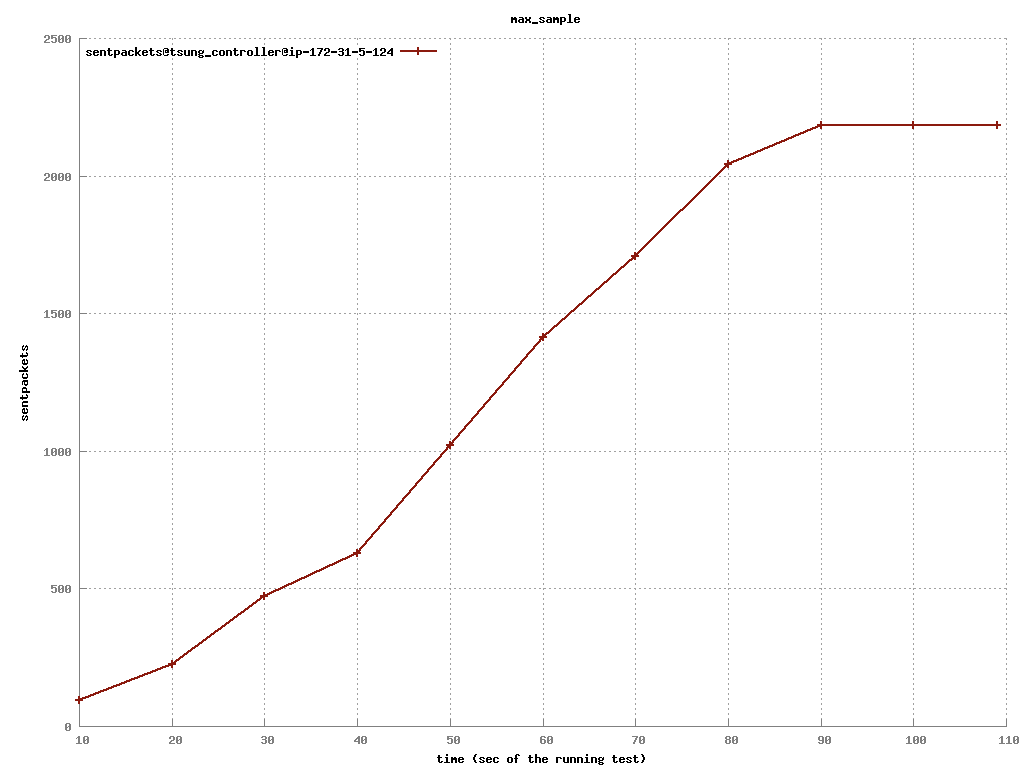 max_sample
2500
sentpackets@tsung_controller@ip-172-31-5-124
2000
1500
sentpackets
1000
500
0
10 20 30 40 50 60 70 80 90 100 110
time (sec of the running test)